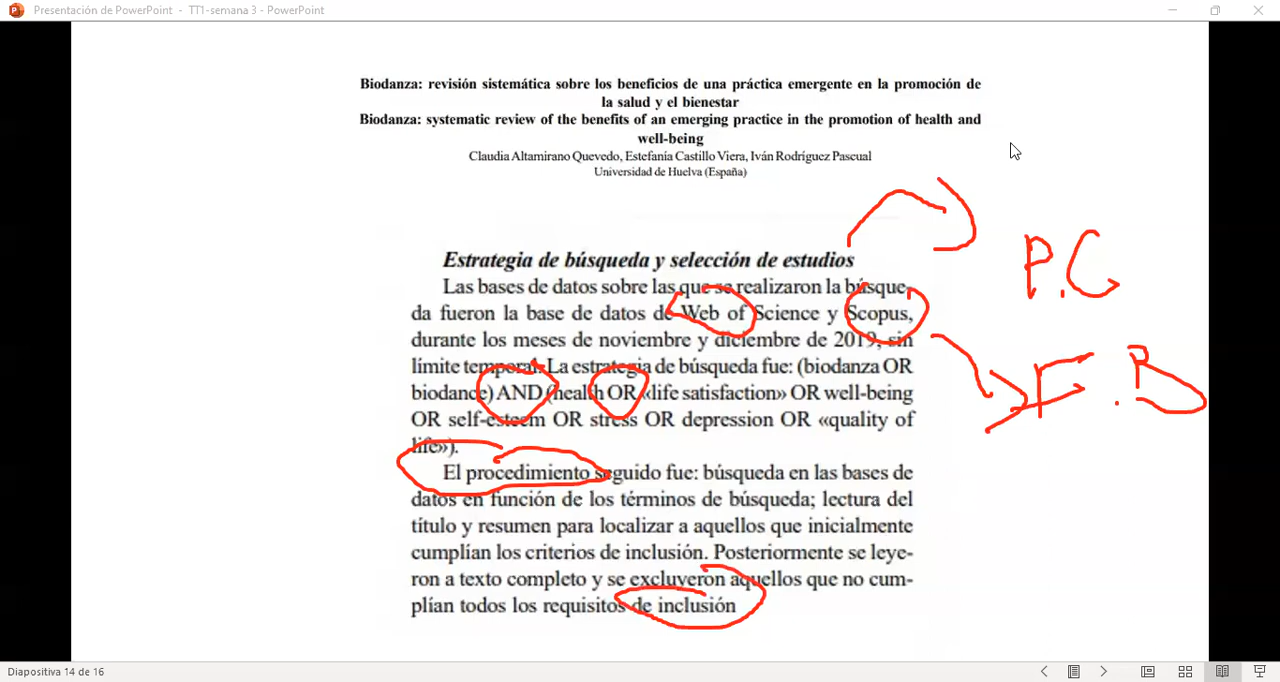 Presentación de PowerPoint - TT1-semana 3 - PowerPoint
Biodanza: revisión sistemática sobre los beneficios de una práctica emergente en la promoción de
la salud y el bienestar
Biodanza: systematic review of the benefits of an emerging practice in the promotion of health and
well-being
Claudia Altamirano Quevedo, Estefanía Castillo Viera, Iván Rodríguez Pascual
Universidad de Huelva (España)
P.C
Estrategia de búsqueda y selección de estudios
Las bases de datos sobre las que se realizaron la búsque-
da fueron la base de datos de Web of Science y Scopus,
durante los meses de noviembre y diciembre de 2019, sin
límite temporal. La estrategia de búsqueda fue: (biodanza OR
biodance) AND (health OR «life satisfaction» OR well-being
OR self-esteem OR stress OR depression OR «quality of
life»).
F.B
El procedimiento seguido fue: búsqueda en las bases de
datos en función de los términos de búsqueda; lectura del
título y resumen para localizar a aquellos que inicialmente
cumplían los criterios de inclusión. Posteriormente se leye-
ron a texto completo y se excluyeron aquellos que no cum-
plían todos los requisitos de inclusión
Diapositiva 14 de 16